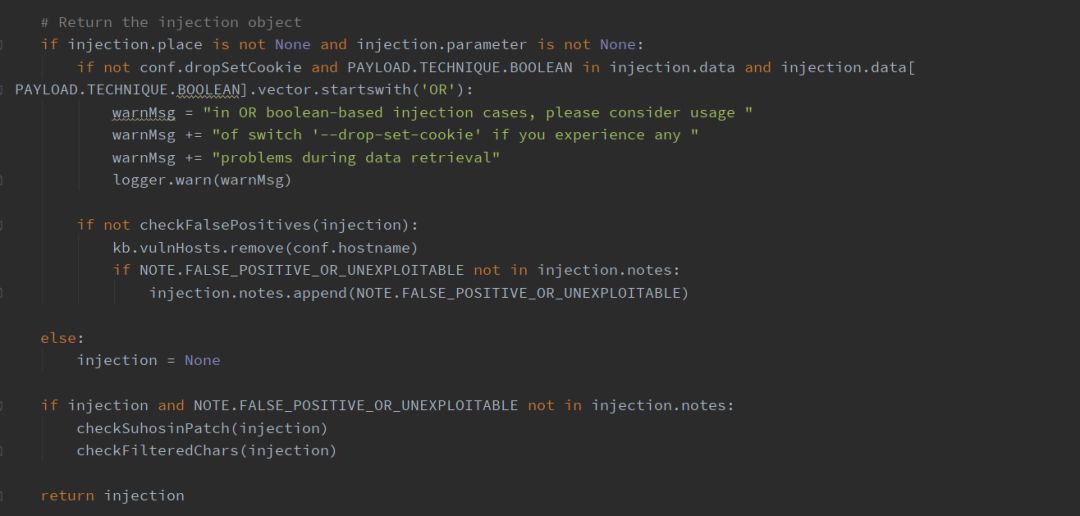 # Return the injection object
if injection.place is not None and injection.parameter is not None:
if not conf.dropSetCookie and PAYLOAD.TECHNIQUE.BOOLEAN in injection.data and injection.data[
PAYLOAD.TECHNIQUE.BOOLEAN].vector.startswith('OR'):
warnMsg = "in OR boolean-based injection cases, please consider usage "
warnMsg += "of switch '--drop-set-cookie' if you experience any "
warnMsg += "problems during data retrieval"
logger.warn(warnMsg)
if not checkFalsePositives(injection):
kb.vulnHosts.remove(conf.hostname)
if NOTE.FALSE_POSITIVE_OR_UNEXPLOITABLE not in injection.notes:
injection.notes.append(NOTE.FALSE_POSITIVE_OR_UNEXPLOITABLE)
else:
injection = None
if injection and NOTE.FALSE_POSITIVE_OR_UNEXPLOITABLE not in injection.notes:
checkSuhosinPatch(injection)
checkFilteredChars(injection)
return injection